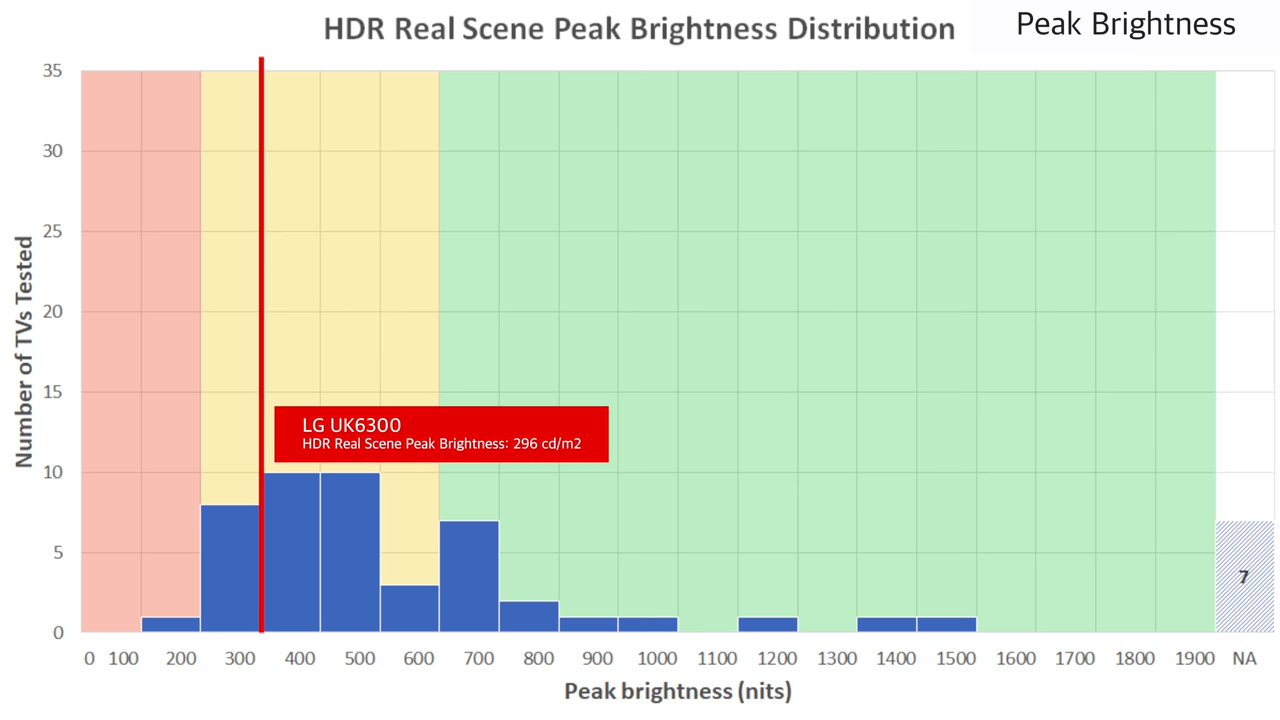 HDR Real Scene Peak Brightness Distribution
Peak Brightness
35
30
25
20
15
10
5
0
Number of TVs Tested
LG UK6300
HDR Real Scene Peak Brightness: 296 cd/m2
7
0 100 200 300 400 500 600 700 800 900 1000 1100 1200 1300 1400 1500 1600 1700 1800 1900 NA
Peak brightness (nits)